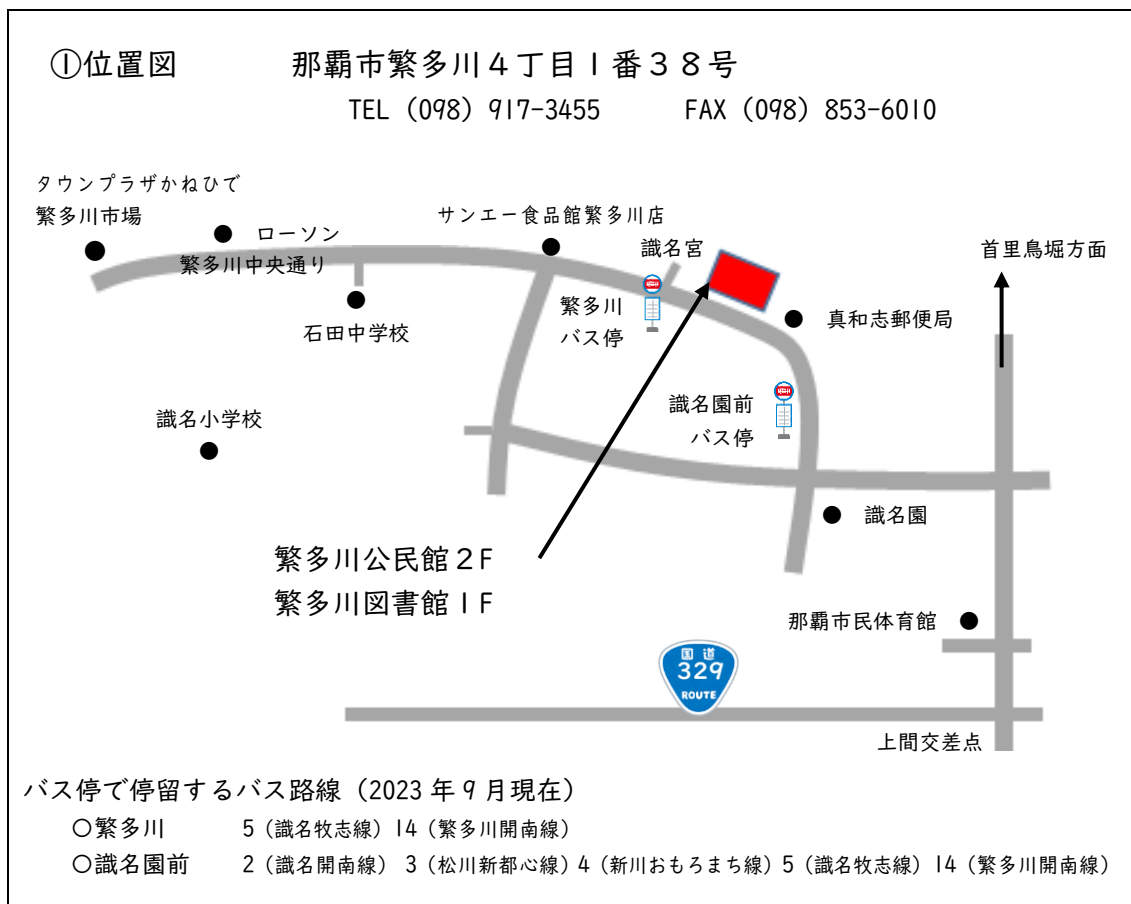 ①位置図 那覇市繁多川4丁目1番38号
TEL (098) 917-3455 FAX (098) 853-6010
タウンプラザかねひで
繁多川市場
ローソン
サンエー食品館繁多川店
識名宮
首里鳥堀方面
繁多川中央通り
繁多川
バス停
真和志郵便局
石田中学校
識名園前
バス停
識名小学校
識名園
繁多川公民館2F
繁多川図書館1F
那覇市民体育館
国道
329
ROUTE
上間交差点
バス停で停留するバス路線(2023年9月現在)
○繁多川 5(識名牧志線)14(繁多川開南線)
○識名園前 2(識名開南線) 3(松川新都心線)4(新川おもろまち線)5(識名牧志線)14(繁多川開南線)